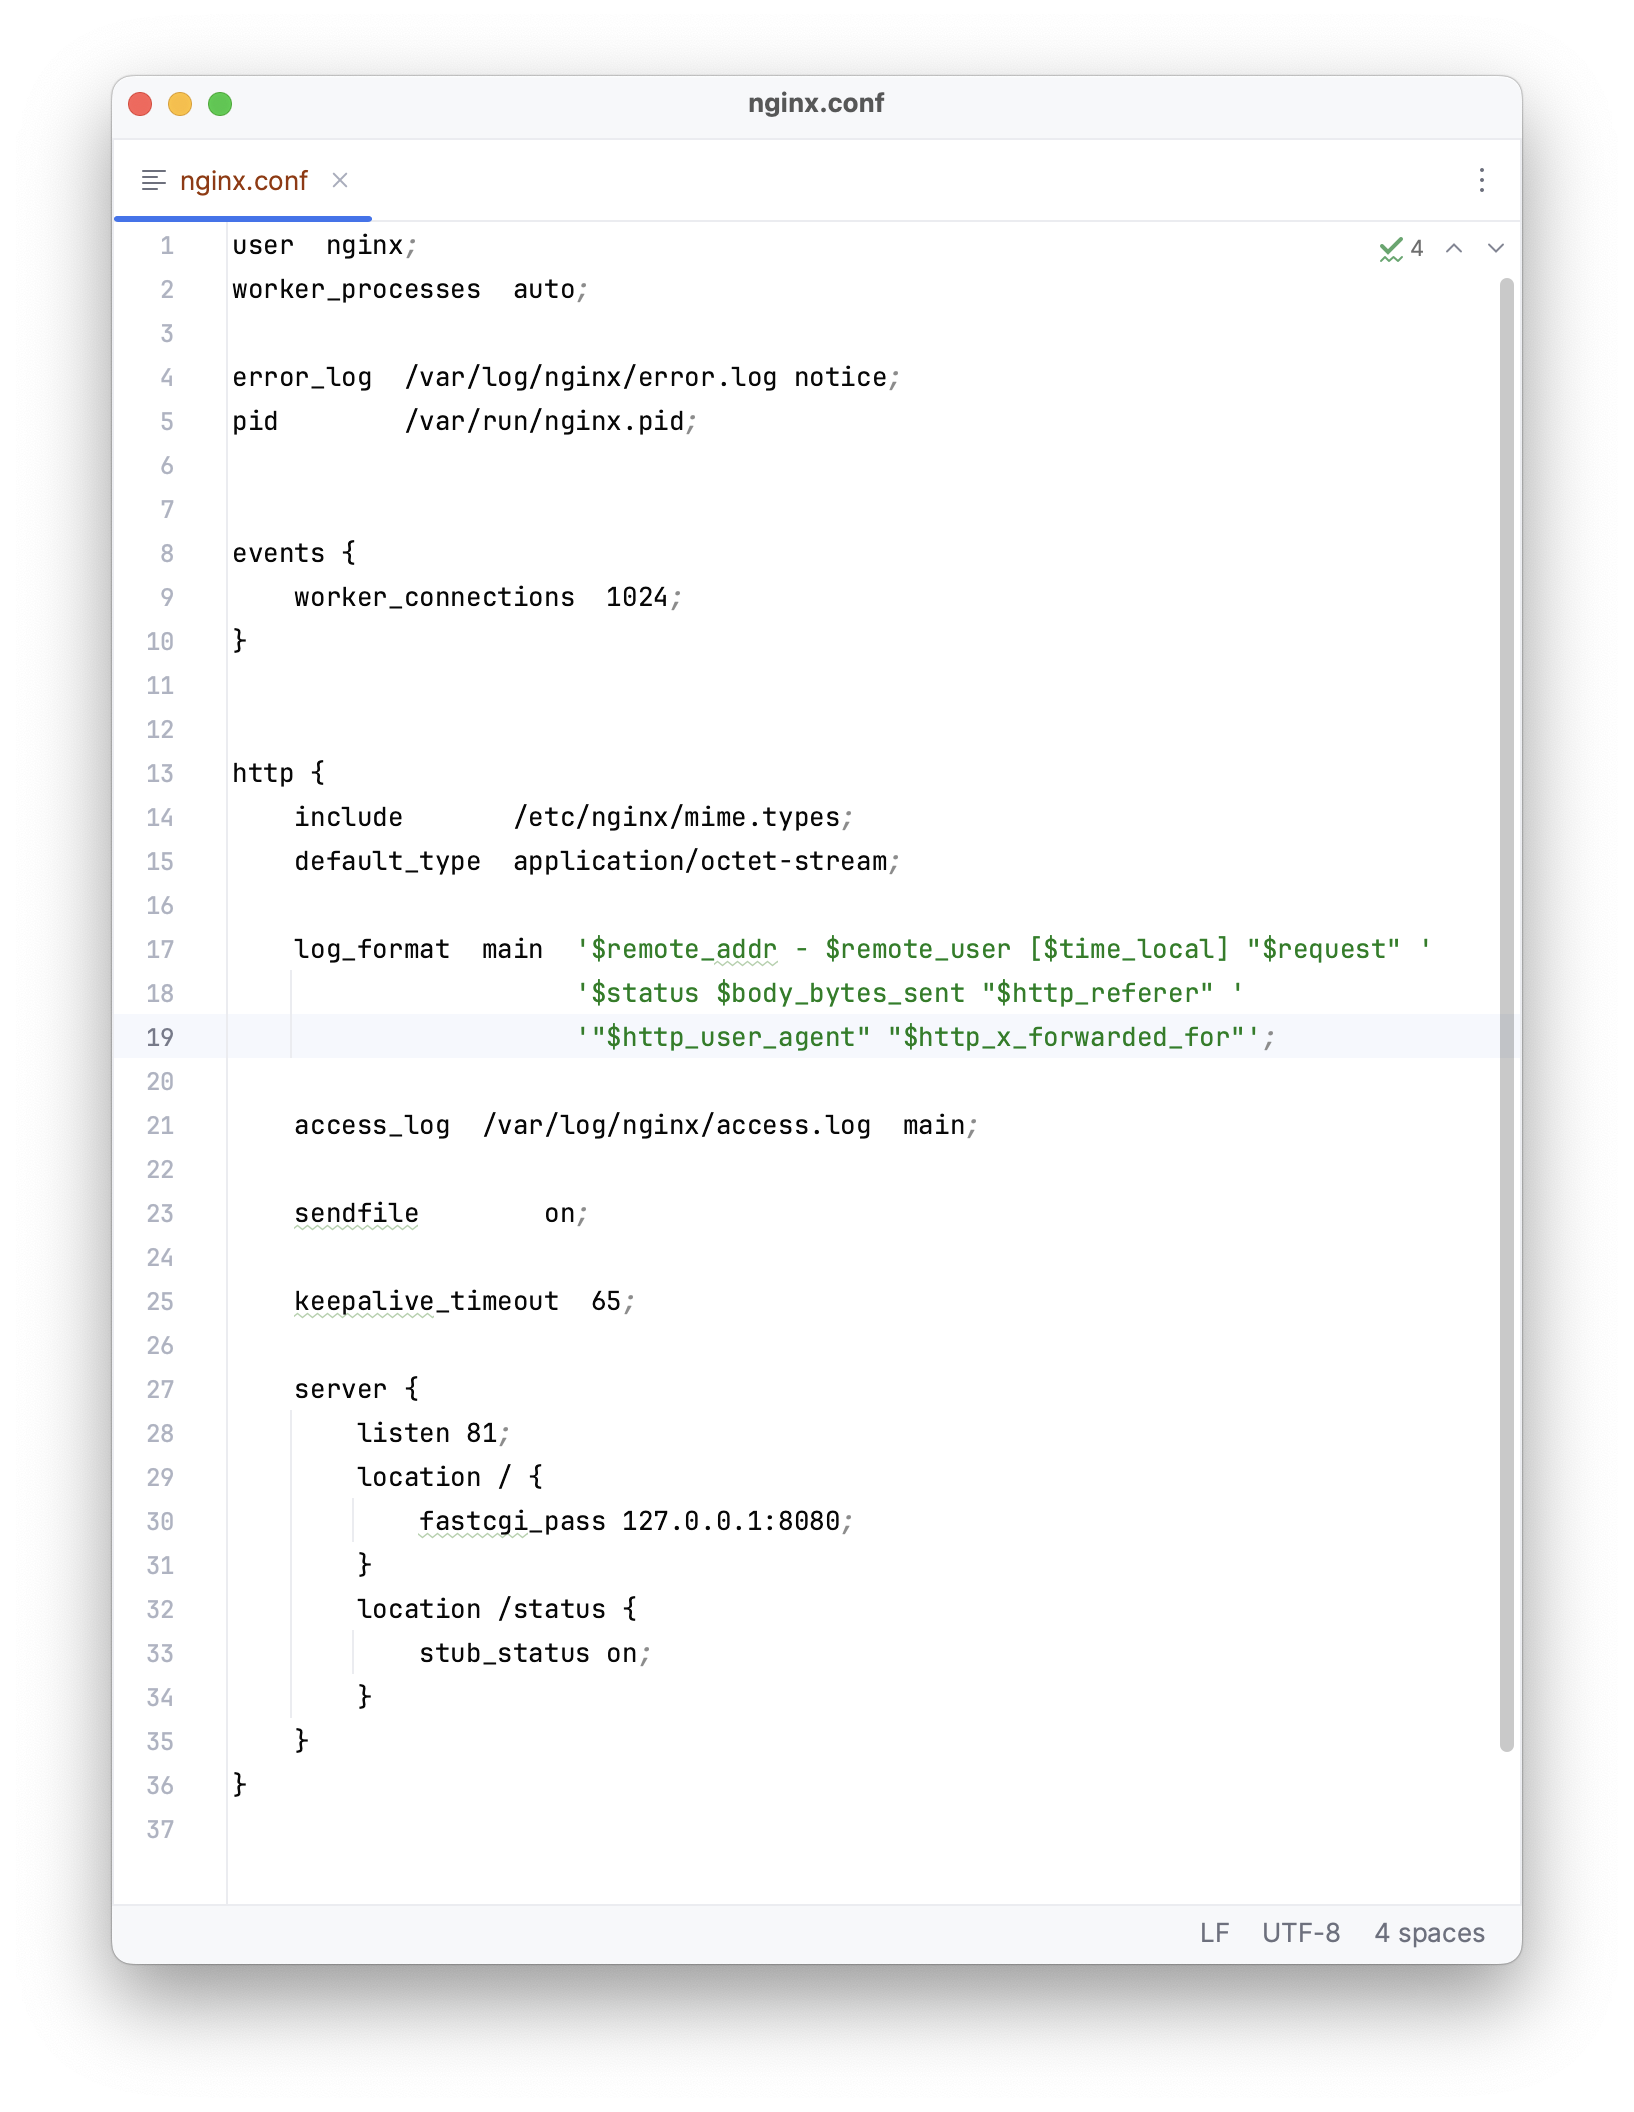 nginx.conf
nginx.conf
4
1 user  nginx;
2 worker_processes  auto;
3
4 error_log  /var/log/nginx/error.log notice;
5 pid        /var/run/nginx.pid;
6
7
8 events {
9     worker_connections  1024;
10 }
11
12
13 http {
14     include       /etc/nginx/mime.types;
15     default_type  application/octet-stream;
16
17     log_format  main  '$remote_addr - $remote_user [$time_local] "$request" '
18                       '$status $body_bytes_sent "$http_referer" '
19                       '"$http_user_agent" "$http_x_forwarded_for"';
20
21     access_log  /var/log/nginx/access.log  main;
22
23     sendfile        on;
24
25     keepalive_timeout  65;
26
27     server {
28         listen 81;
29         location / {
30             fastcgi_pass 127.0.0.1:8080;
31         }
32         location /status {
33             stub_status on;
34         }
35     }
36 }
37
LF UTF-8 4 spaces